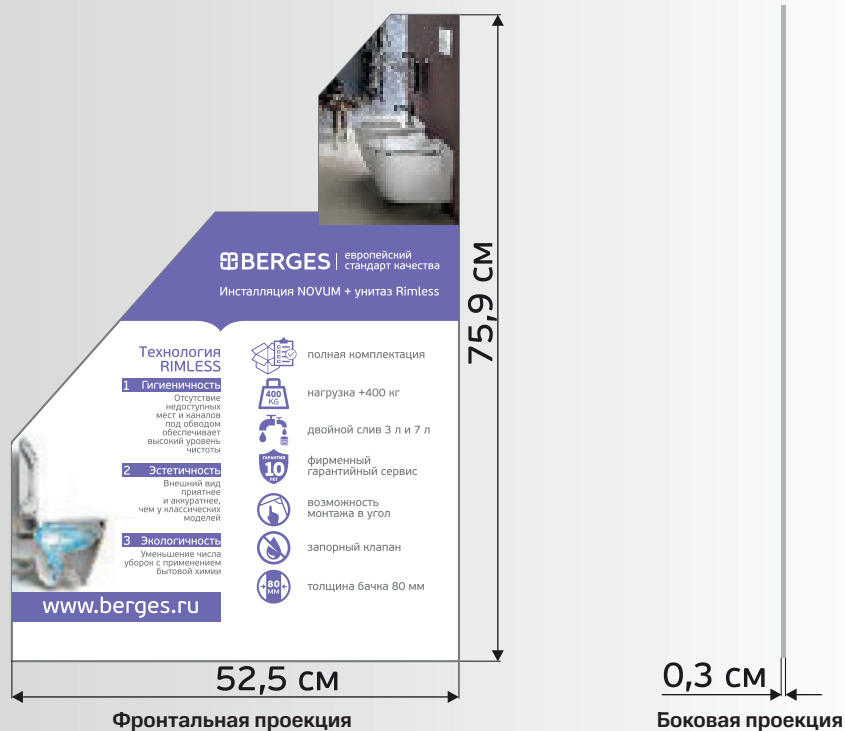 BERGES
европейский
стандарт качества
Инсталляция NOVUM + унитаз Rimless
Технология
RIMLESS
1 Гигиеничность
Отсутствие
недоступных
мест и каналов
под обводом
обеспечивает
высокий уровень
чистоты
2 Эстетичность
Внешний вид
приятнее
и аккуратнее,
чем у классических
моделей
3 Экологичность
Уменьшение числа
уборок с применением
бытовой химии
www.berges.ru
полная комплектация
400
KG
нагрузка +400 кг
двойной слив 3 л и 7 л
ГАРАНТИЯ
10
ЛЕТ
фирменный
гарантийный сервис
возможность
монтажа в угол
запорный клапан
80
ММ
толщина бачка 80 мм
75,9 см
52,5 см
Фронтальная проекция
0,3 см
Боковая проекция